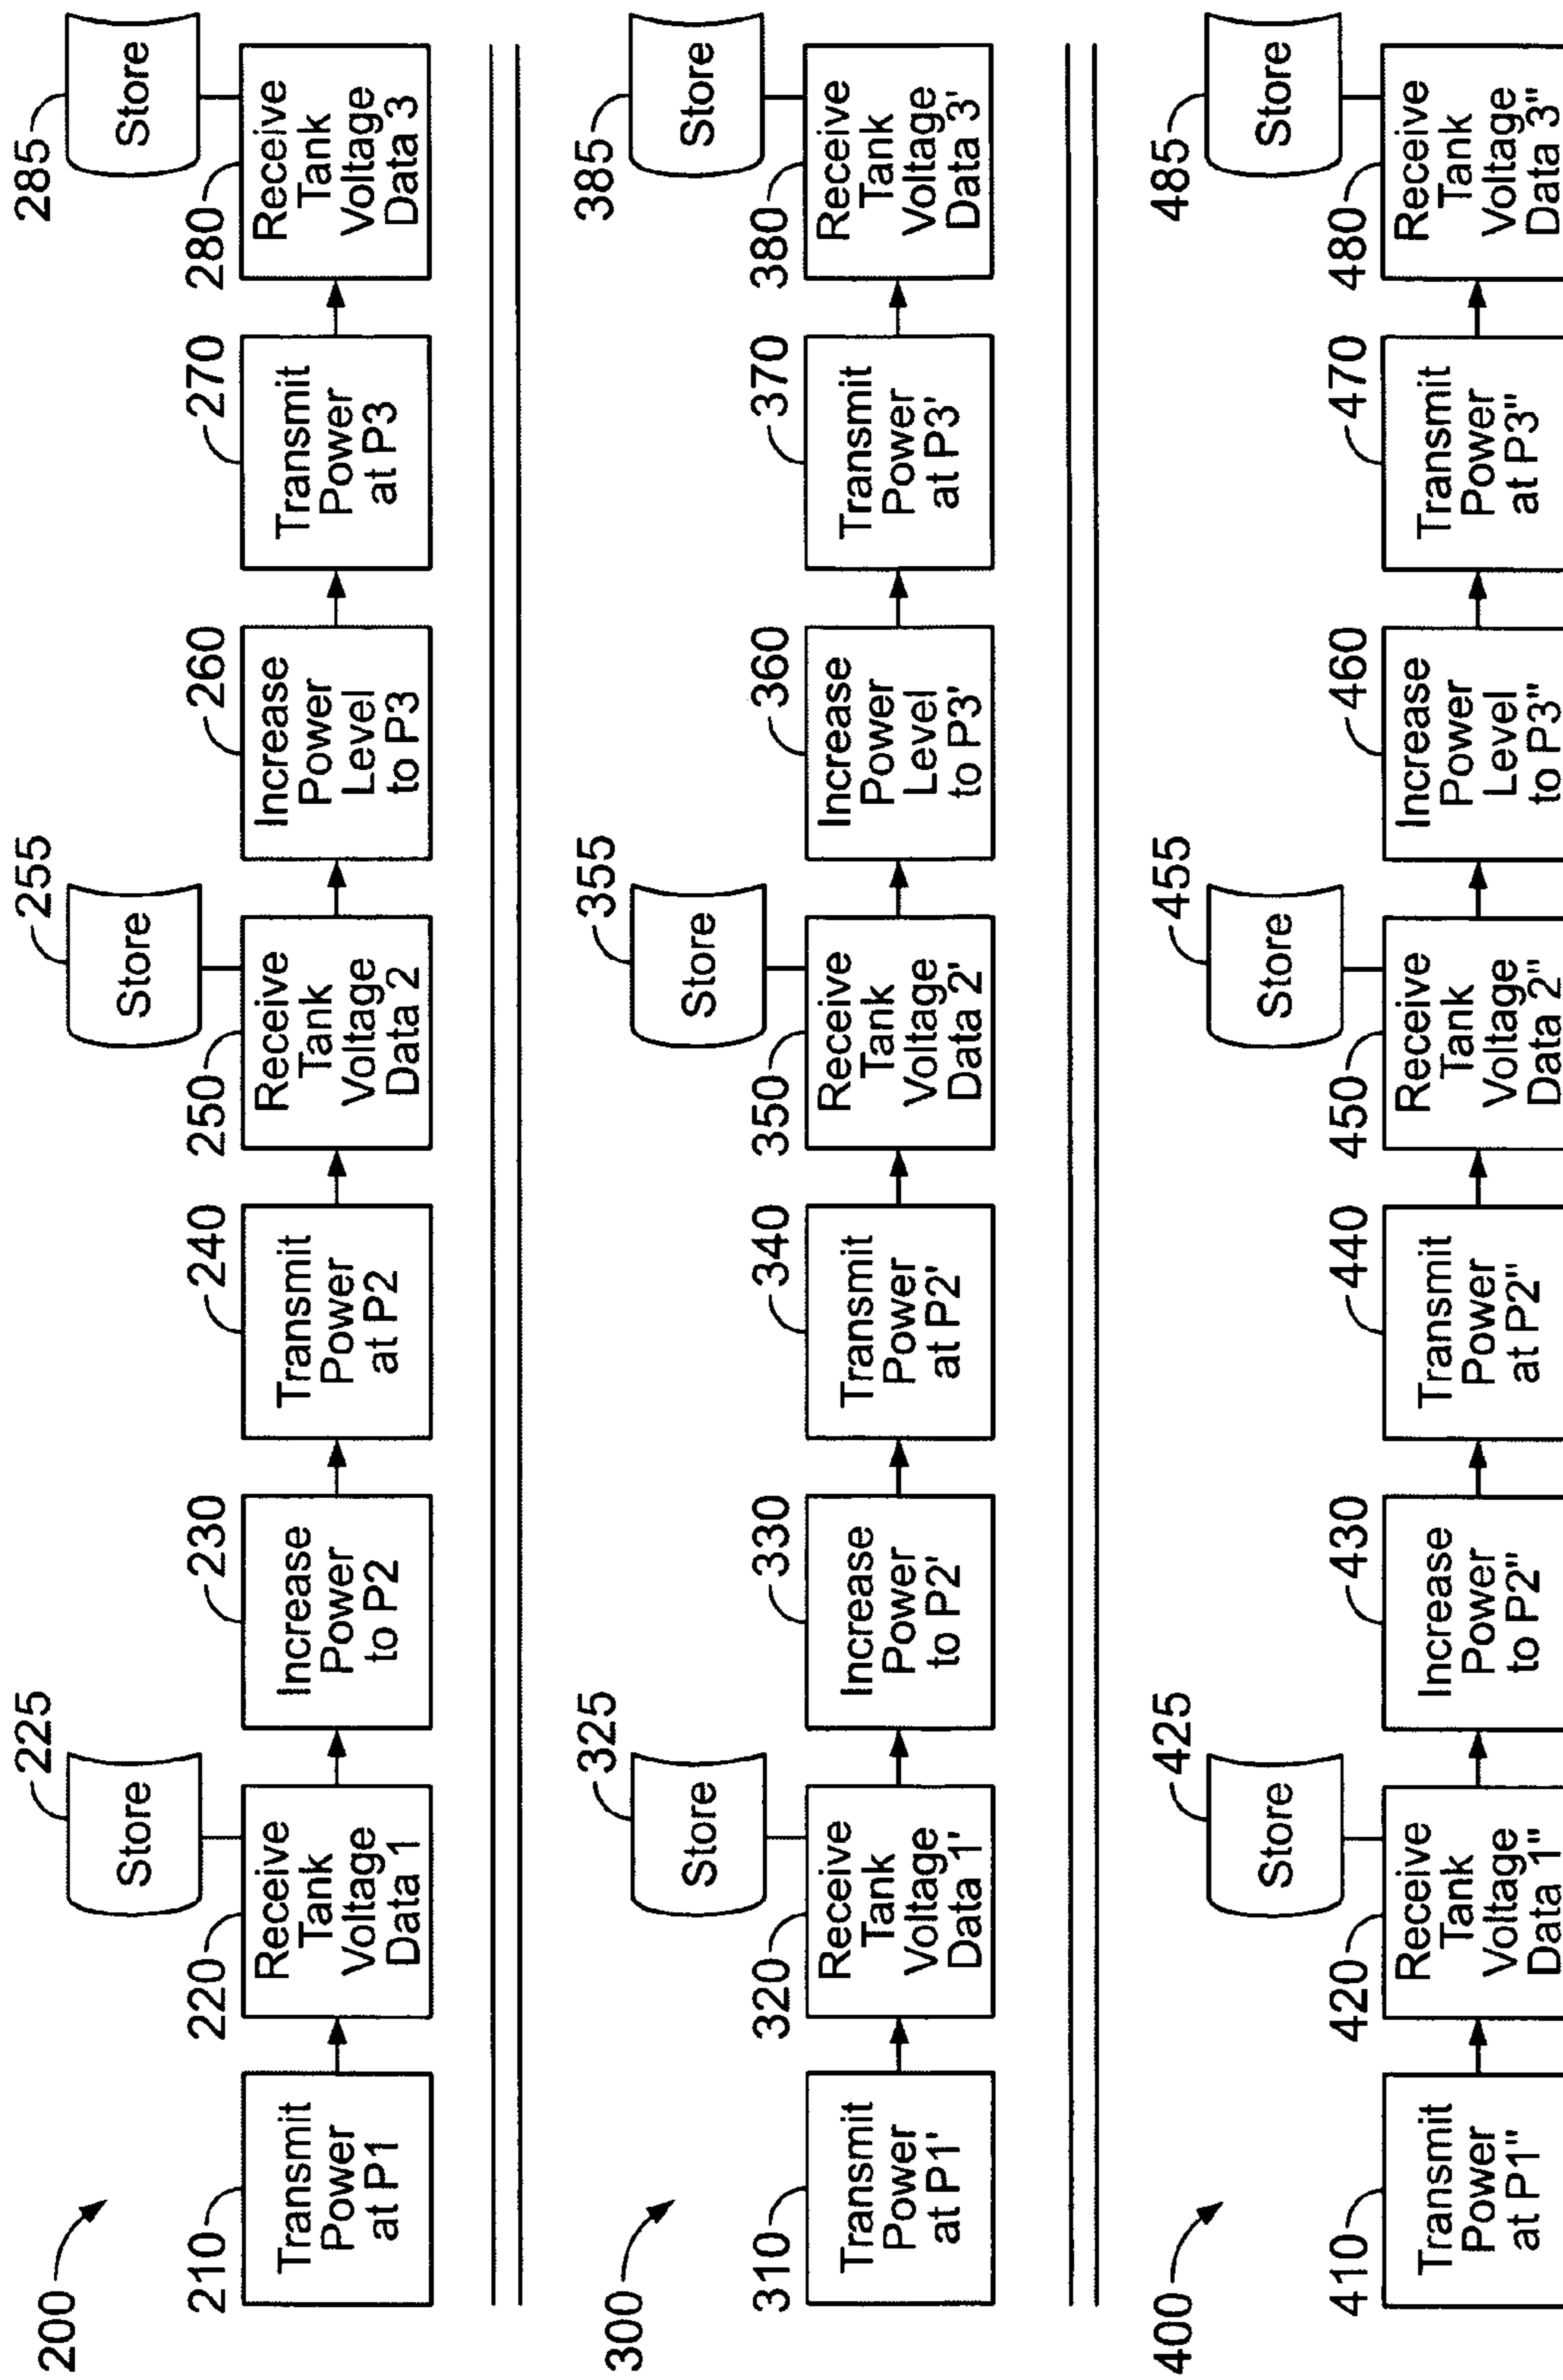 200
210
Transmit
Power
at P1
220
Receive
Tank
Voltage
Data 1
225
Store
230
Increase
Power
to P2
240
Transmit
Power
at P2
250
Receive
Tank
Voltage
Data 2
255
Store
260
Increase
Power
Level
to P3
270
Transmit
Power
at P3
280
Receive
Tank
Voltage
Data 3
285
Store
300
310
Transmit
Power
at P1'
320
Receive
Tank
Voltage
Data 1'
325
Store
330
Increase
Power
to P2'
340
Transmit
Power
at P2'
350
Receive
Tank
Voltage
Data 2'
355
Store
360
Increase
Power
Level
to P3'
370
Transmit
Power
at P3'
380
Receive
Tank
Voltage
Data 3'
385
Store
400
410
Transmit
Power
at P1"
420
Receive
Tank
Voltage
Data 1"
425
Store
430
Increase
Power
to P2"
440
Transmit
Power
at P2"
450
Receive
Tank
Voltage
Data 2"
455
Store
460
Increase
Power
Level
to P3"
470
Transmit
Power
at P3"
480
Receive
Tank
Voltage
Data 3"
485
Store